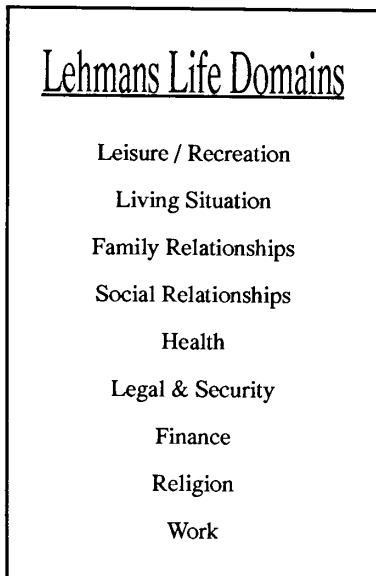 Lehmans Life Domains
Leisure / Recreation
Living Situation
Family Relationships
Social Relationships
Health
Legal & Security
Finance
Religion
Work